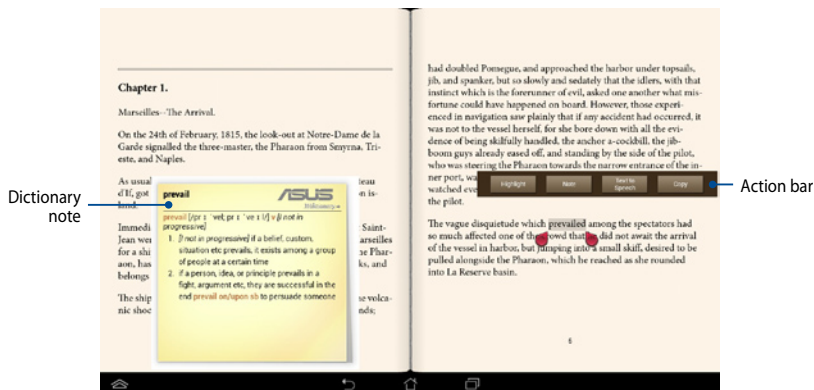 Chapter 1.
Marseilles--The Arrival.
On the 24th of February, 1815, the look-out at Notre-Dame de la
Garde signalled the three-master, the Pharaon from Smyrna, Tri-
este, and Naples.
As usual
d'If, got
land.
Immedi
Jean wer
for a shi
aon, has
belongs
The ship
nic shoc
teau
n is-
Saint-
arseilles
he Phar-
ks, and
e volca-
nds;
Dictionary
note
prevail
ASUS
prevail
progressive]
1. [not in progressive] if a belief, custom,
situation etc prevails, it exists among a group
of people at a certain time
2. if a person, idea, or principle prevails in a
fight, argument etc, they are successful in the
end prevail on/upon sb to persuade someone
had doubled Pomegue, and approached the harbor under topsails,
jib, and spanker, but so slowly and sedately that the idlers, with that
instinct which is the forerunner of evil, asked one another what mis-
fortune could have happened on board. However, those experi-
enced in navigation saw plainly that if any accident had occurred, it
was not to the vessel herself, for she bore down with all the evi-
dence of being skilfully handled, the anchor a-cockbill, the jib-
boom guys already eased off, and standing by the side of the pilot,
who was steering the Pharaon towards the narrow entrance of the in-
ner port, wa
watched eve
the pilot.
Highlight
Note
Text to
Speech
Copy
Action bar
The vague disquietude which prevailed among the spectators had
so much affected one of the crowd that he did not await the arrival
of the vessel in harbor, but jumping into a small skiff, desired to be
pulled alongside the Pharaon, which he reached as she rounded
into La Reserve basin.
6